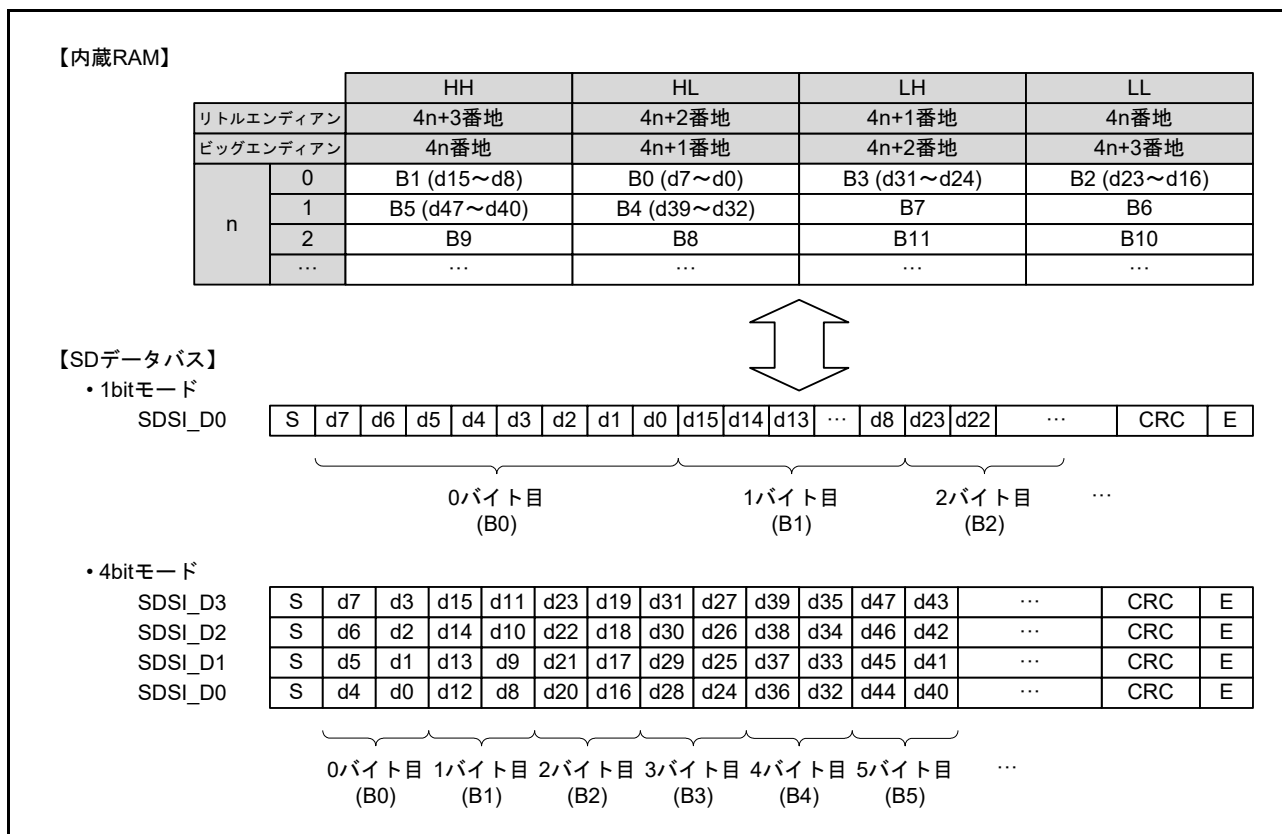 【内蔵RAM】
HH HL LH LL
リトルエンディアン 4n+3番地 4n+2番地 4n+1番地 4n番地
ビッグエンディアン 4n番地 4n+1番地 4n+2番地 4n+3番地
n 0 B1 (d15～d8) B0 (d7～d0) B3 (d31～d24) B2 (d23～d16)
1 B5 (d47～d40) B4 (d39～d32) B7 B6
2 B9 B8 B11 B10
… … … … …
【SDデータバス】
• 1bitモード
SDSI_D0 S d7 d6 d5 d4 d3 d2 d1 d0 d15 d14 d13 … d8 d23 d22 … CRC E
0バイト目 1バイト目 2バイト目 …
(B0) (B1) (B2)
• 4bitモード
SDSI_D3 S d7 d3 d15 d11 d23 d19 d31 d27 d39 d35 d47 d43 … CRC E
SDSI_D2 S d6 d2 d14 d10 d22 d18 d30 d26 d38 d34 d46 d42 … CRC E
SDSI_D1 S d5 d1 d13 d9 d21 d17 d29 d25 d37 d33 d45 d41 … CRC E
SDSI_D0 S d4 d0 d12 d8 d20 d16 d28 d24 d36 d32 d44 d40 … CRC E
0バイト目 1バイト目 2バイト目 3バイト目 4バイト目 5バイト目 …
(B0) (B1) (B2) (B3) (B4) (B5)